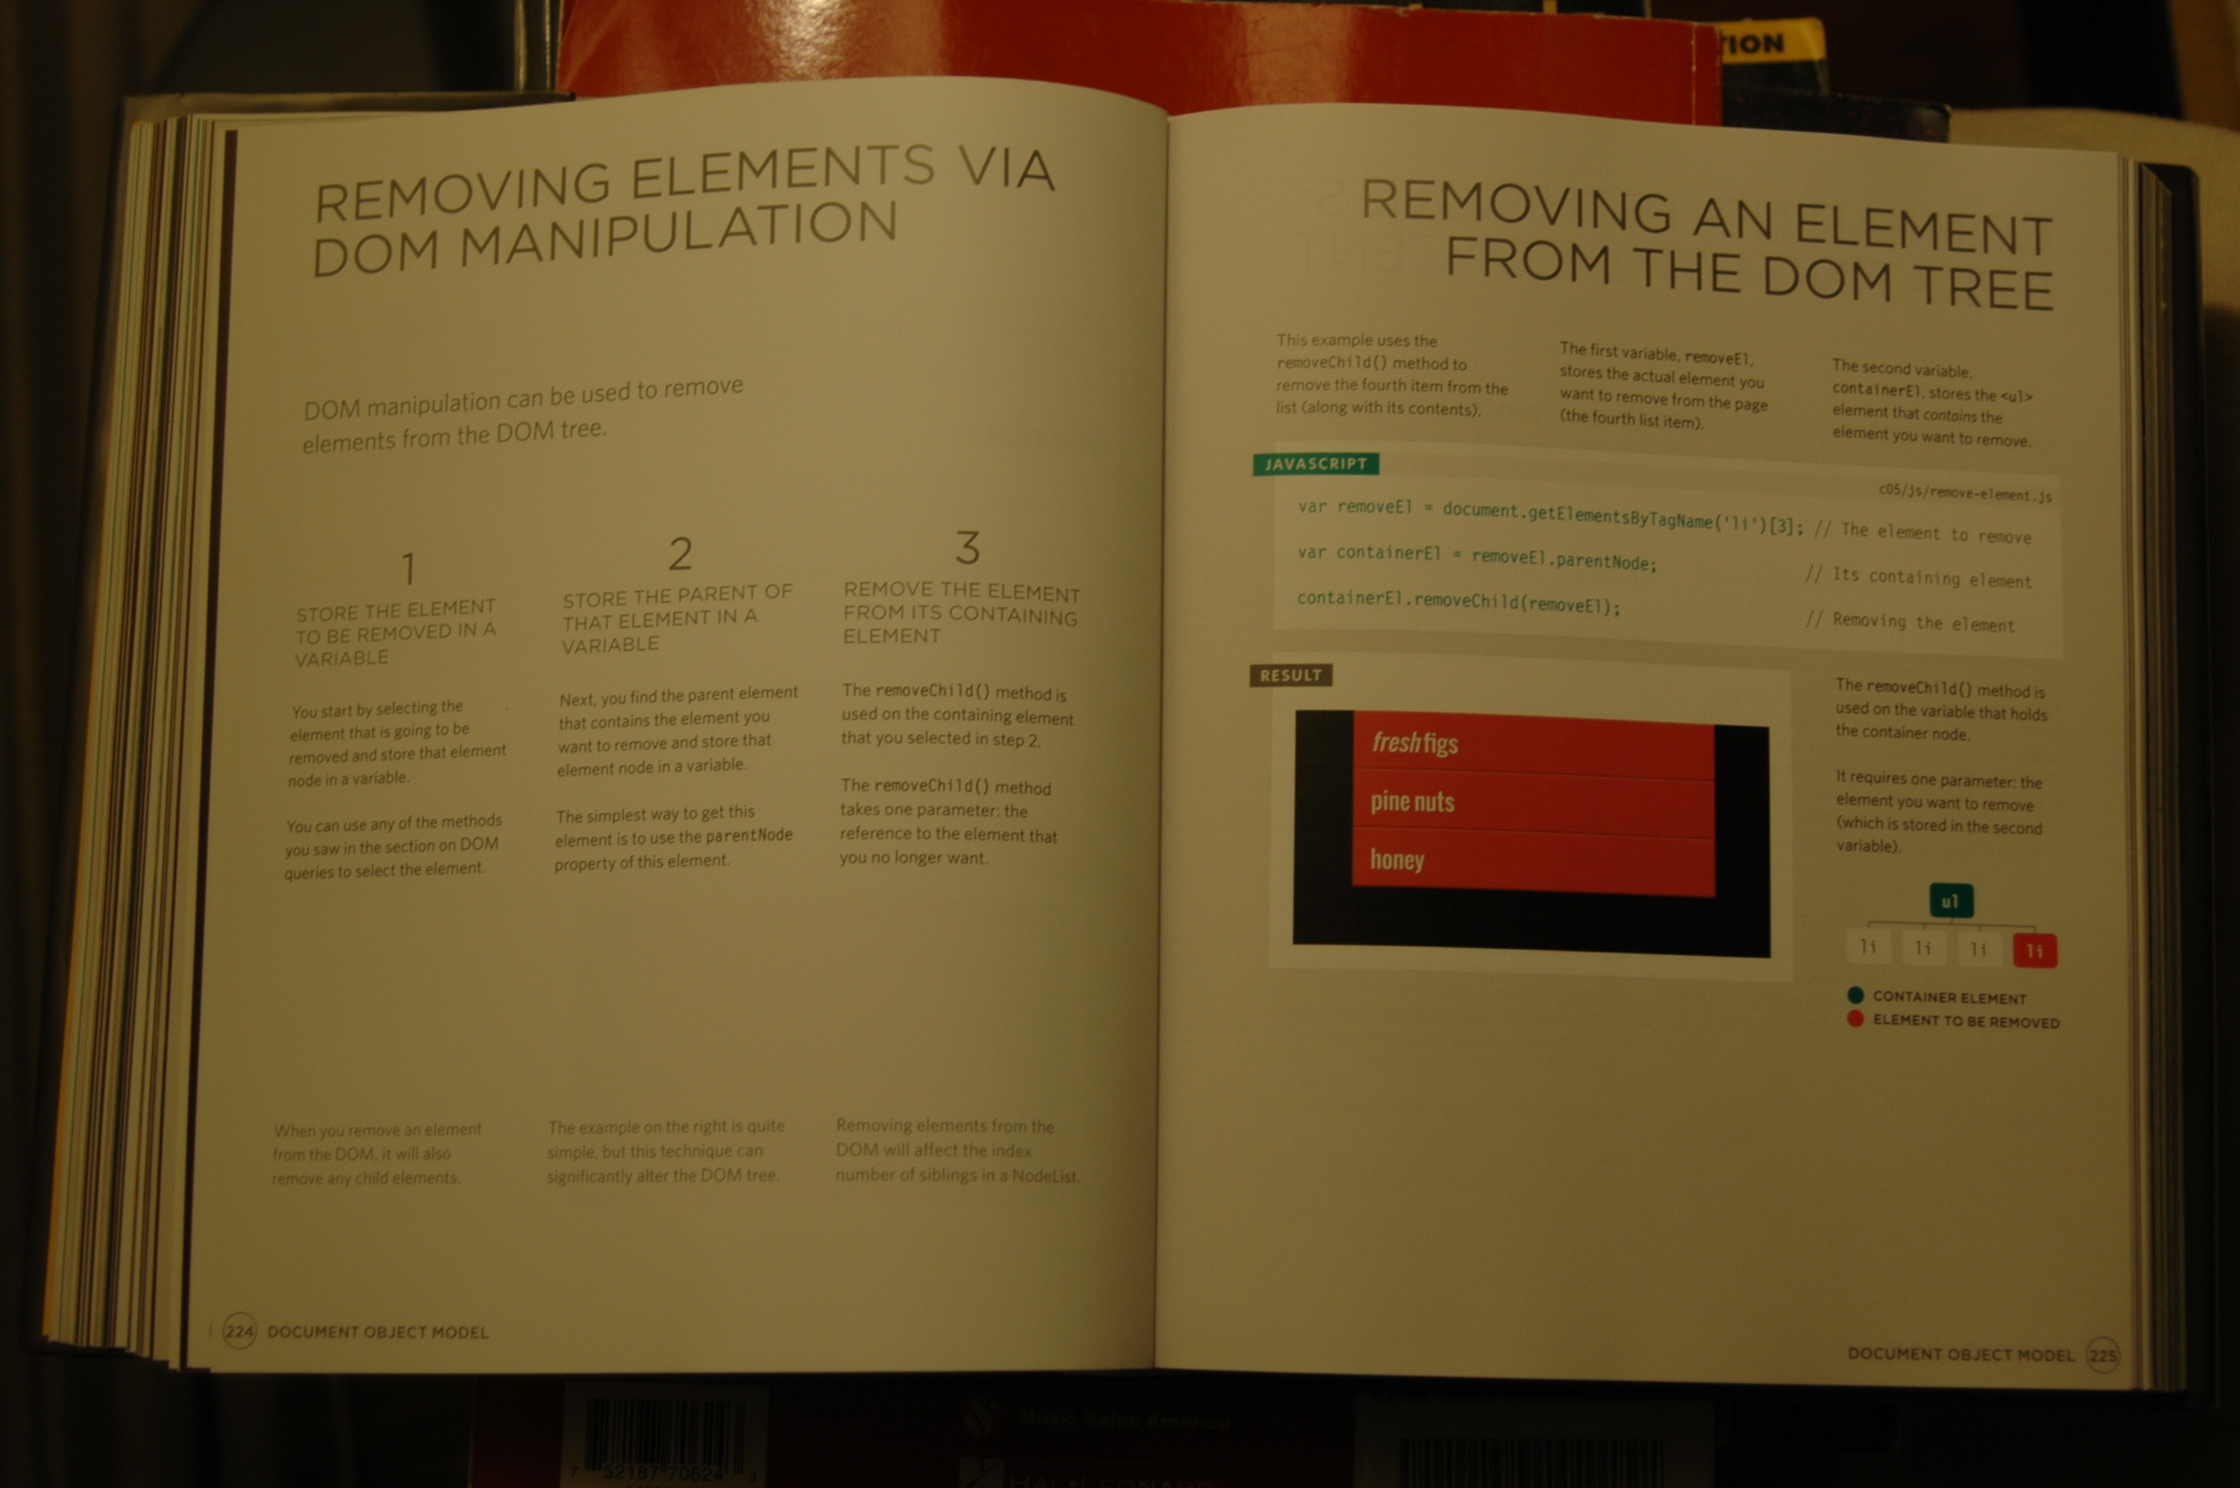 TION
REMOVING ELEMENTS VIA
DOM MANIPULATION
DOM manipulation can be used to remove
elements from the DOM tree.
1
STORE THE ELEMENT
TO BE REMOVED IN A
VARIABLE
You start by selecting the
element that is going to be
removed and store that element
node in a variable.
You can use any of the methods
you saw in the section on DOM
queries to select the element.
2
STORE THE PARENT OF
THAT ELEMENT IN A
VARIABLE
Next, you find the parent element
that contains the element you
want to remove and store that
element node in a variable.
The simplest way to get this
element is to use the parentNode
property of this element.
3
REMOVE THE ELEMENT
FROM ITS CONTAINING
ELEMENT
The removeChild() method is
used on the containing element
that you selected in step 2.
The removeChild() method
takes one parameter: the
reference to the element that
you no longer want.
When you remove an element
from the DOM, it will also
remove any child elements.
The example on the right is quite
simple, but this technique can
significantly alter the DOM tree.
Removing elements from the
DOM will affect the index
number of siblings in a NodeList.
224 DOCUMENT OBJECT MODEL
REMOVING AN ELEMENT
FROM THE DOM TREE
This example uses the
removeChild() method to
remove the fourth item from the
list (along with its contents).
The first variable, removeEl,
stores the actual element you
want to remove from the page
(the fourth list item).
The second variable,
containerEl, stores the <ul>
element that contains the
element you want to remove.
JAVASCRIPT
c05/js/remove-element.js
var removeEl = document.getElementsByTagName('li')[3]; // The element to remove
var containerEl = removeEl.parentNode; // Its containing element
containerEl.removeChild(removeEl); // Removing the element
RESULT
fresh figs
pine nuts
honey
The removeChild() method is
used on the variable that holds
the container node.
It requires one parameter: the
element you want to remove
(which is stored in the second
variable).
ul
li li li li
CONTAINER ELEMENT
ELEMENT TO BE REMOVED
DOCUMENT OBJECT MODEL 225
Music Sales America
7 52187 70624 3
HAL LEONARD